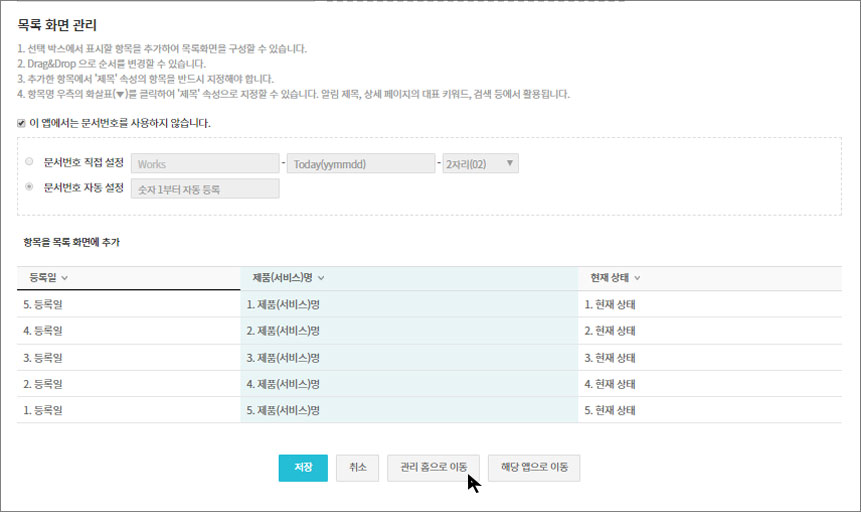 목록 화면 관리
1. 선택 박스에서 표시할 항목을 추가하여 목록화면을 구성할 수 있습니다.
2. Drag&Drop 으로 순서를 변경할 수 있습니다.
3. 추가한 항목에서 '제목' 속성의 항목을 반드시 지정해야 합니다.
4. 항목명 우측의 화살표(▼)를 클릭하여 '제목' 속성으로 지정할 수 있습니다. 알림 제목, 상세 페이지의 대표 키워드, 검색 등에서 활용됩니다.
이 앱에서는 문서번호를 사용하지 않습니다.
문서번호 직접 설정 Works - Today(yymmdd) - 2자리(02) ▼
문서번호 자동 설정 숫자 1부터 자동 등록
항목을 목록 화면에 추가
등록일 제품(서비스)명 현재 상태
5. 등록일 1. 제품(서비스)명 1. 현재 상태
4. 등록일 2. 제품(서비스)명 2. 현재 상태
3. 등록일 3. 제품(서비스)명 3. 현재 상태
2. 등록일 4. 제품(서비스)명 4. 현재 상태
1. 등록일 5. 제품(서비스)명 5. 현재 상태
저장 취소 관리 홈으로 이동 해당 앱으로 이동